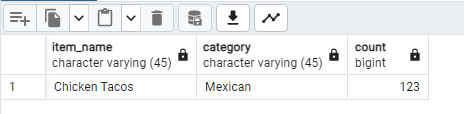 item_name category count
character varying (45) character varying (45) bigint
1 Chicken Tacos Mexican 123